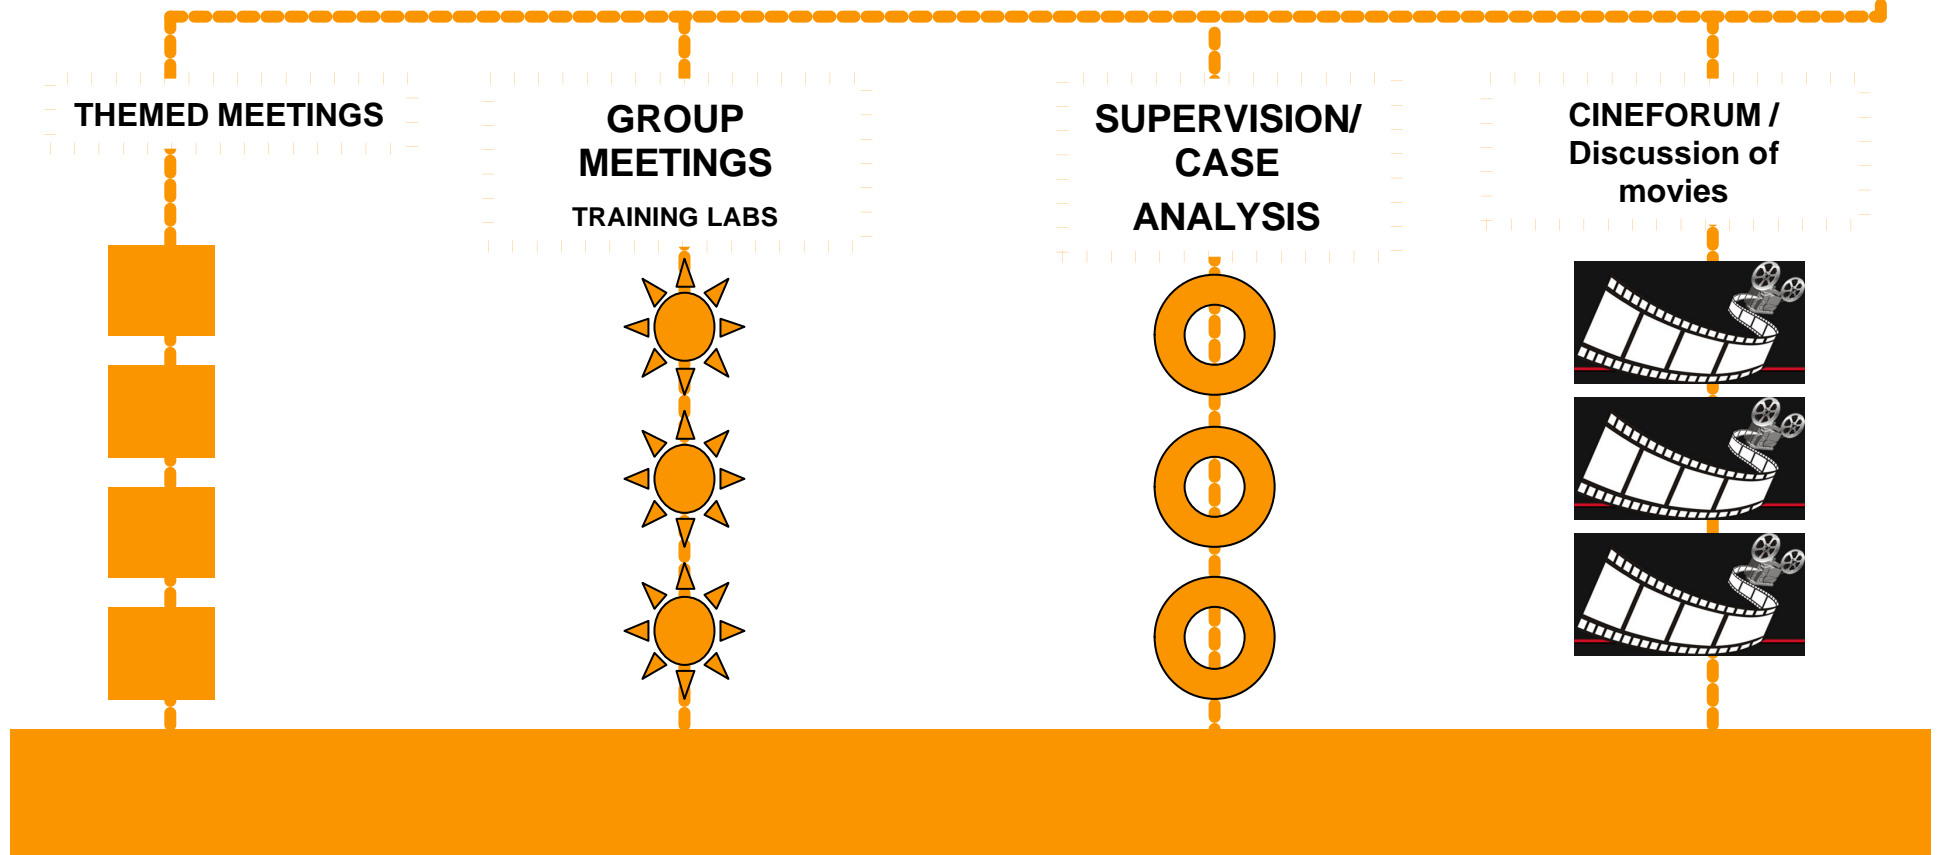 THEMED MEETINGS
GROUP
MEETINGS
TRAINING LABS
SUPERVISION/
CASE
ANALYSIS
CINEFORUM /
Discussion of
movies